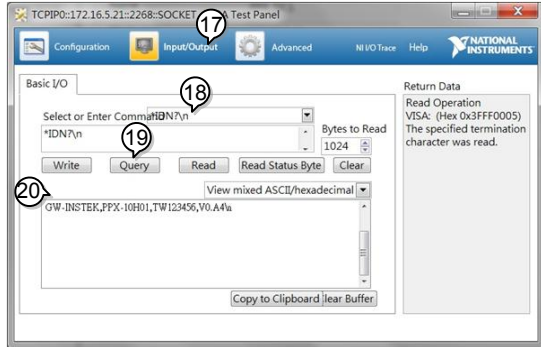 TCPIP0::172.16.5.21::2268::SOCKET A Test Panel
17
Configuration Input/Output Advanced NI I/O Trace Help NATIONAL INSTRUMENTS
Basic I/O
18
Select or Enter Command *IDN?\n
*IDN?\n
19
Bytes to Read
1024
Write Query Read Read Status Byte Clear
20
View mixed ASCII/hexadecimal
GW-INSTEK,PPX-10H01,TW123456,V0.A4\n
Copy to Clipboard lear Buffer
Return Data
Read Operation
VISA: (Hex 0x3FFF0005)
The specified termination
character was read.